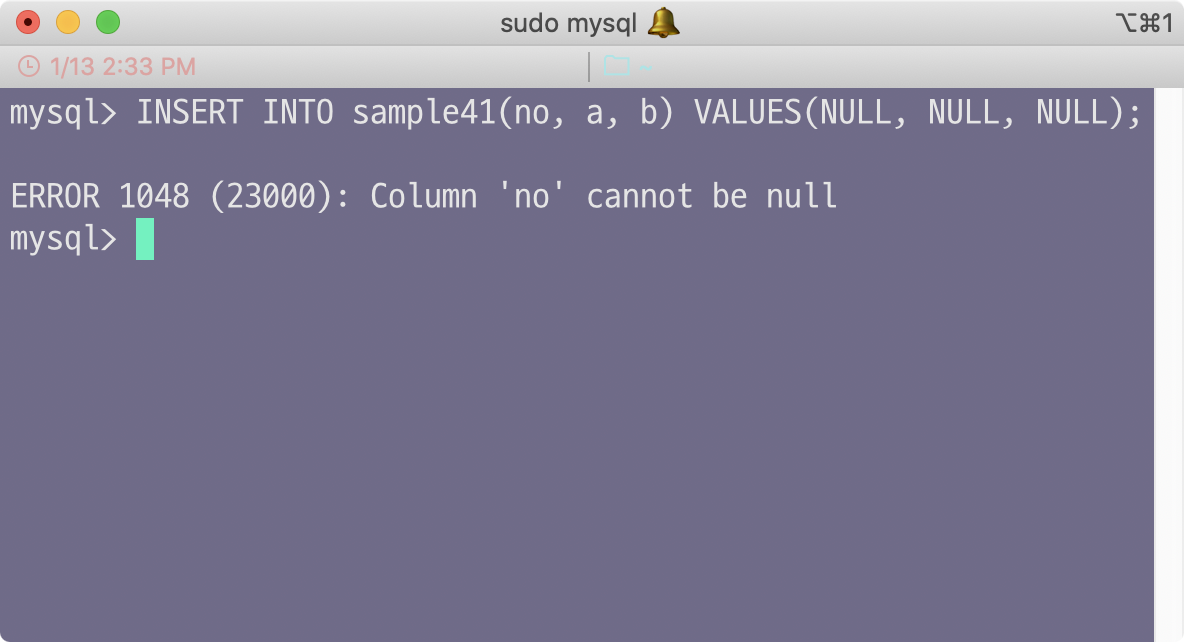 sudo mysql 🔔
⌥⌘1
1/13 2:33 PM
~
mysql> INSERT INTO sample41(no, a, b) VALUES(NULL, NULL, NULL);
ERROR 1048 (23000): Column 'no' cannot be null
mysql>